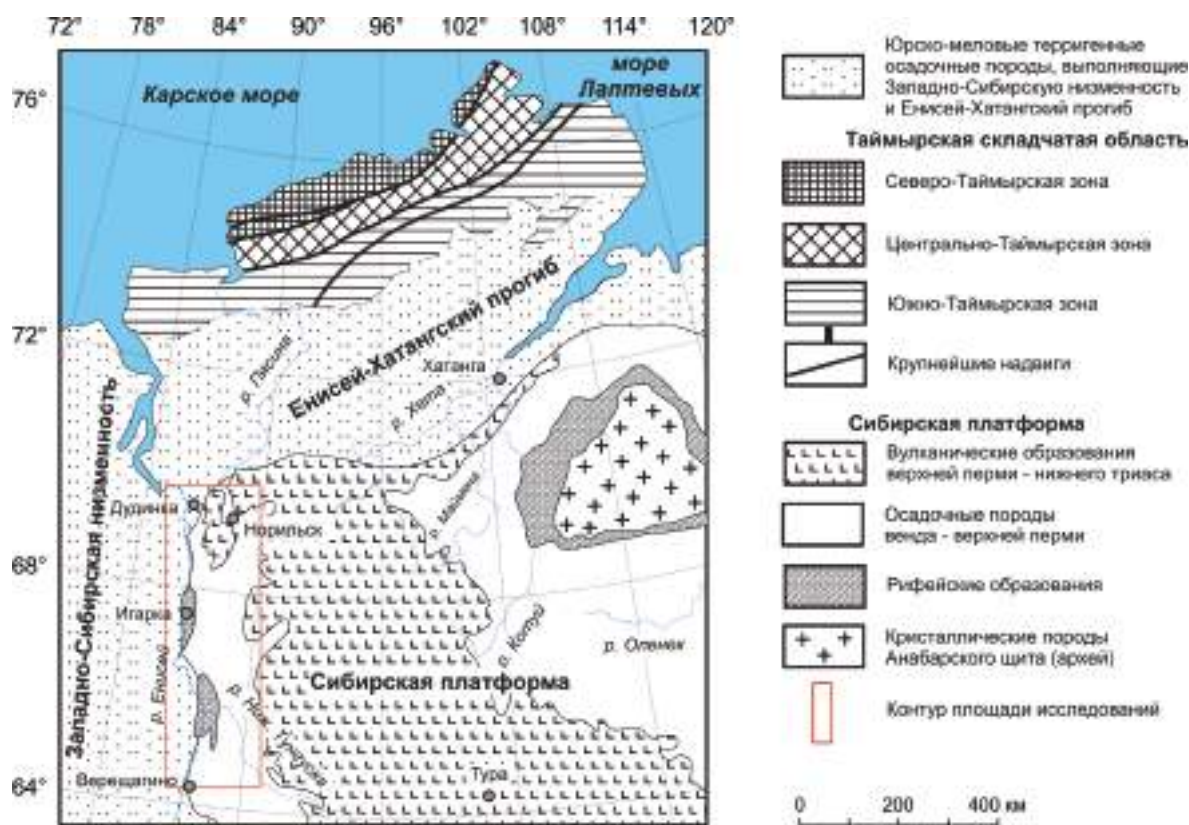 72° 78° 84° 90° 96° 102° 108° 114° 120°
76°
72°
68°
64°
Карское море
море
Лаптевых
Енисей-Хатангский прогиб
р. Пясина
р. Хета
Хатанга
Западно-Сибирская нирменность
Дудинка
Норильск
р. Маймеча
Игарка
р. Енисей
р. Котуй
р. Оленек
Сибирская платформа
р. Ниж. Тунгуска
Верещагино
Тура
Юрско-меловые терригенные
осадочные породы, выполняющие
Западно-Сибирскую низменность
и Енисей-Хатангский прогиб
Таймырская складчатая область
Северо-Таймырская зона
Центрально-Таймырская зона
Южно-Таймырская зона
Крупнейшие надвиги
Сибирская платформа
Вулканические образования
верхней перми - нижнего триаса
Осадочные породы
венда - верхней перми
Рифейские образования
Кристаллические породы
Анабарского щита (архей)
Контур площади исследований
0 200 400 км